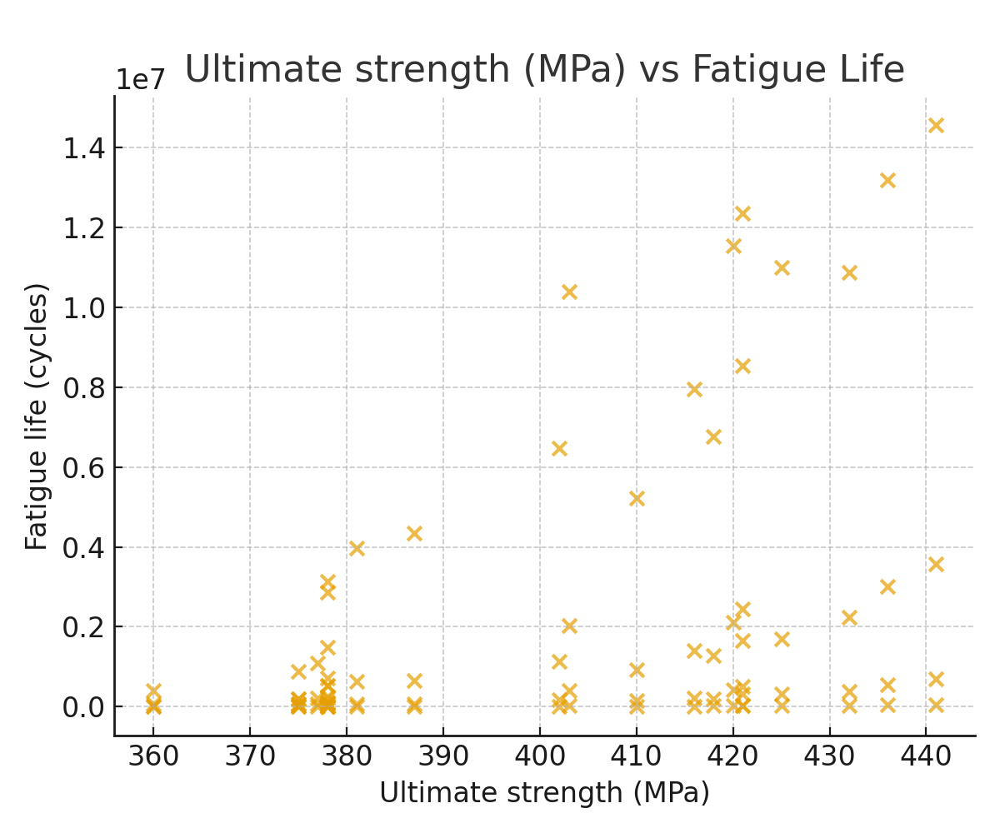 Ultimate strength (MPa) vs Fatigue Life
1e7
1.4
1.2
1.0
0.8
0.6
0.4
0.2
0.0
Fatigue life (cycles)
360 370 380 390 400 410 420 430 440
Ultimate strength (MPa)